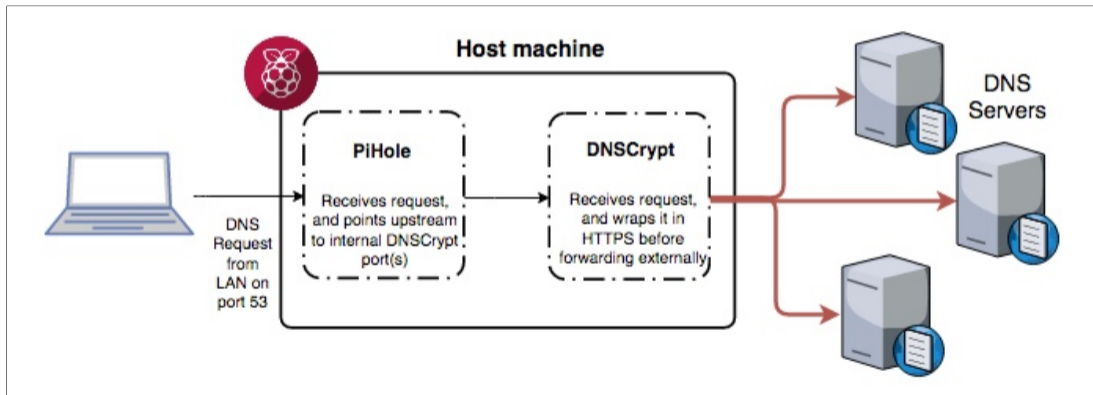 Host machine
PiHole
Receives request,
and points upstream
to internal DNSCrypt
port(s)
DNSCrypt
Receives request,
and wraps it in
HTTPS before
forwarding externally
DNS
Request
from
LAN on
port 53
DNS
Servers